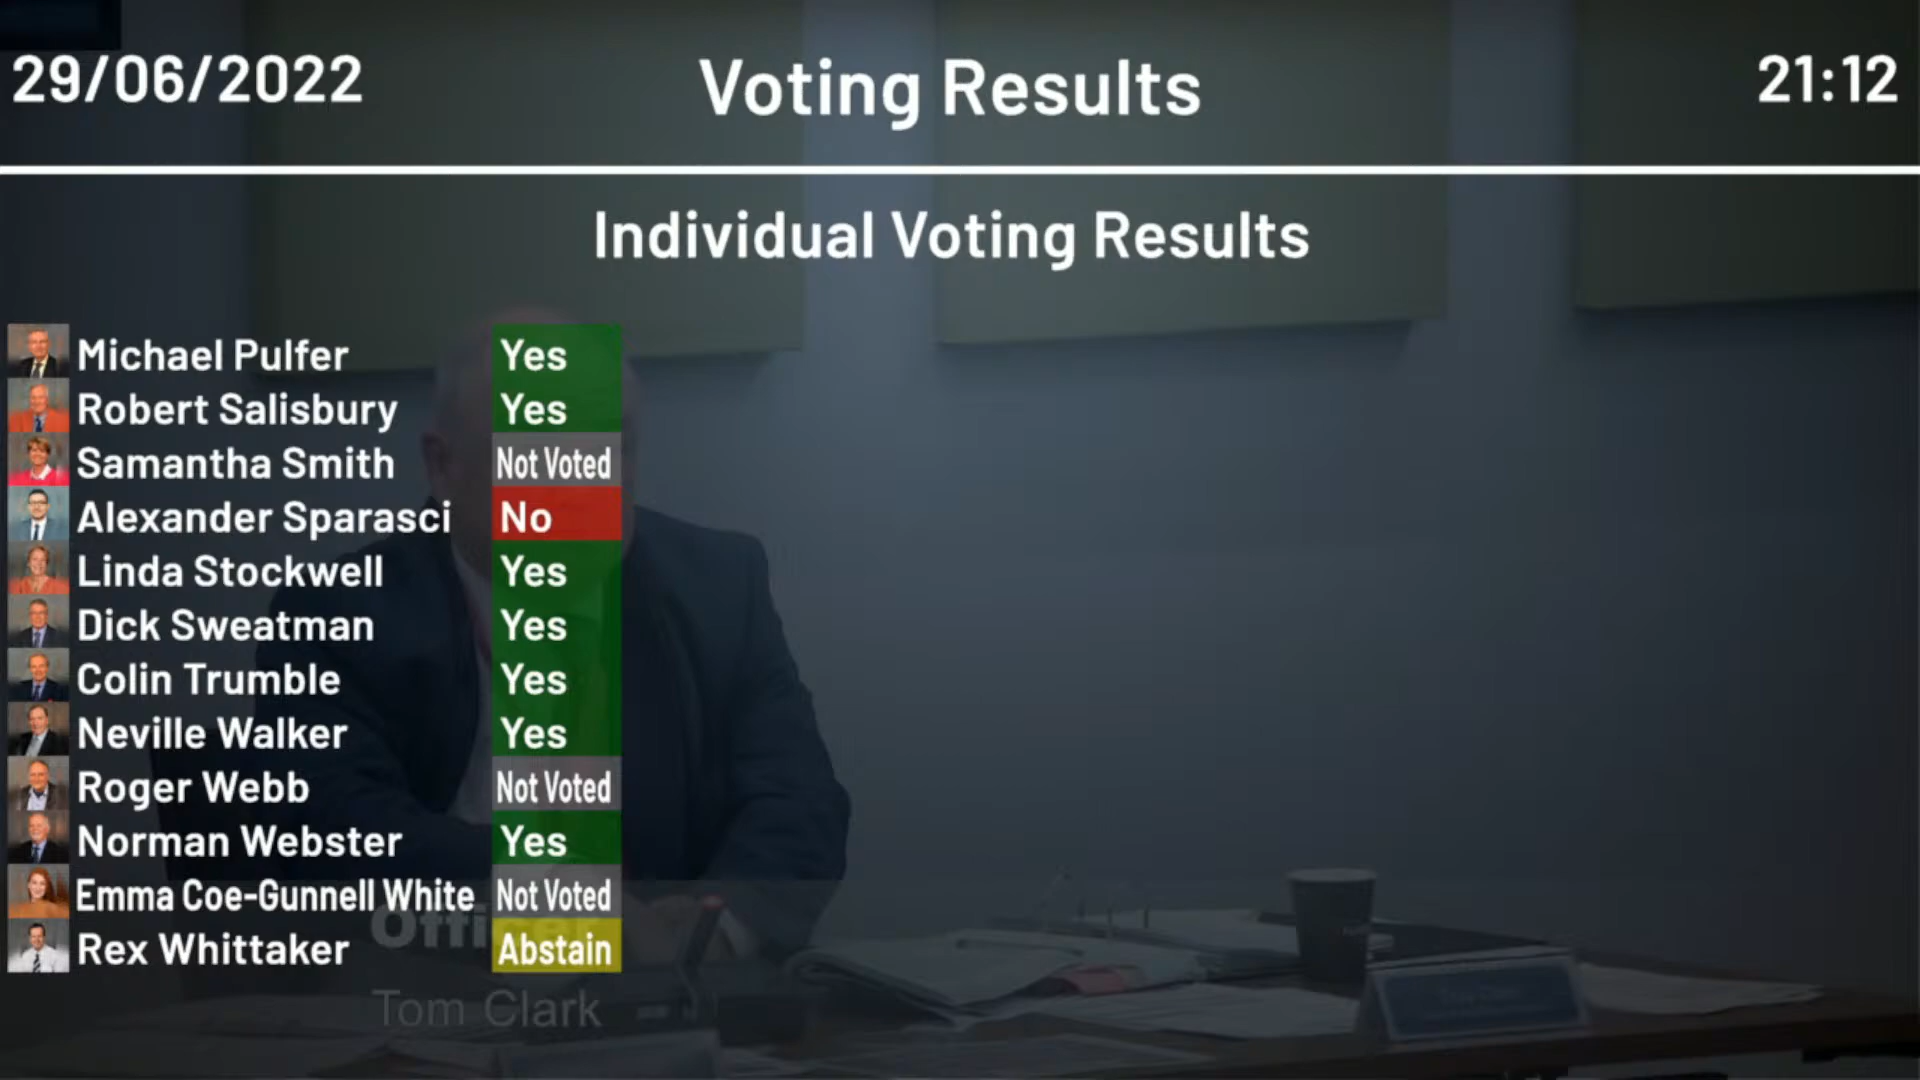 29/06/2022 Voting Results 21:12
Individual Voting Results
Michael Pulfer Yes
Robert Salisbury Yes
Samantha Smith Not Voted
Alexander Sparasci No
Linda Stockwell Yes
Dick Sweatman Yes
Colin Trumble Yes
Neville Walker Yes
Roger Webb Not Voted
Norman Webster Yes
Emma Coe-Gunnell White Not Voted
Rex Whittaker Abstain
Officer
Tom Clark